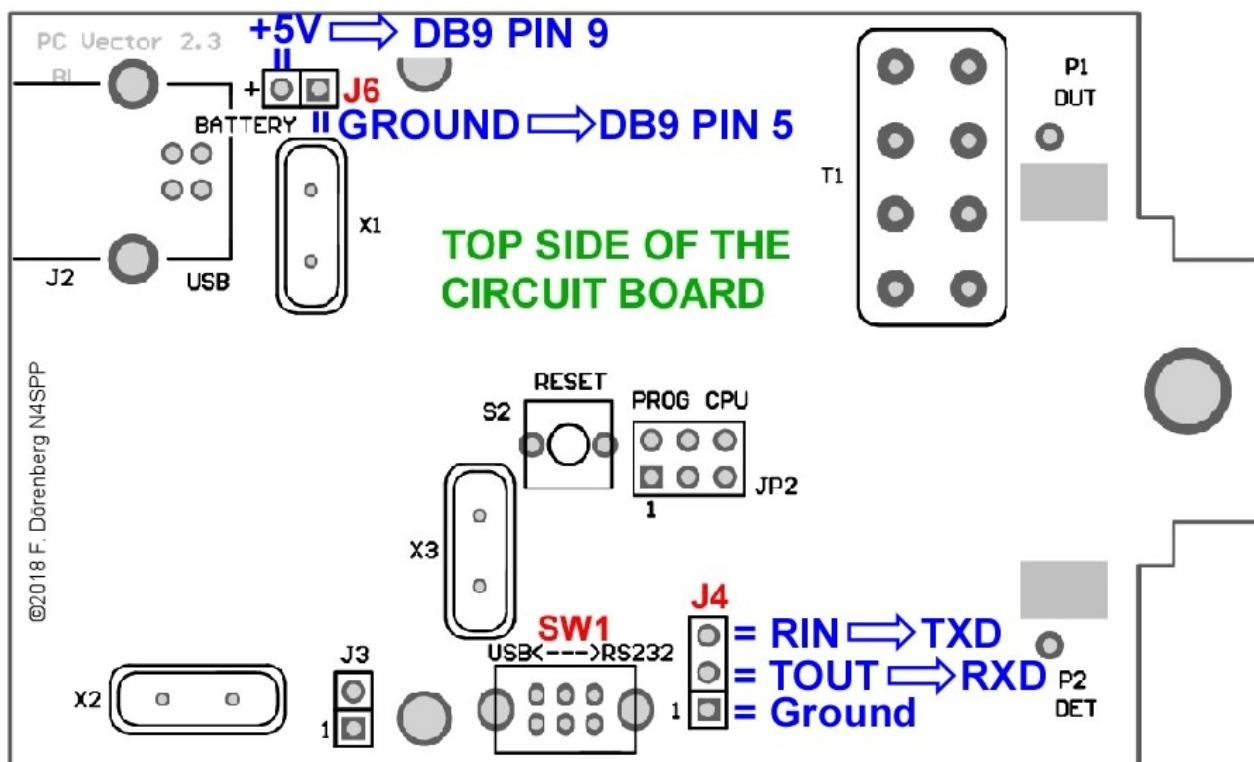 PC Vector 2.3
+5V DB9 PIN 9
+ J6
BATTERY
GROUND DB9 PIN 5
P1
DUT
T1
X1
J2 USB
TOP SIDE OF THE
CIRCUIT BOARD
RESET
S2
PROG CPU
JP2
1
X3
©2018 F. Dörenberg N4SPP
J4
SW1
USB<--->RS232
= RIN TXD
= TOUT RXD
1 = Ground
P2
DET
J3
1
X2